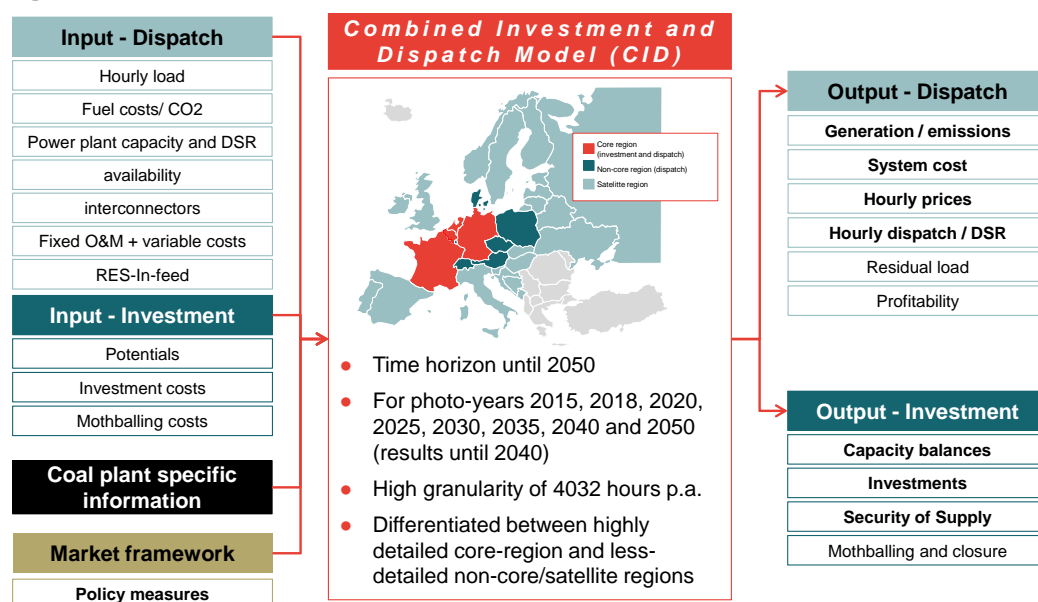 Input - Dispatch
Hourly load
Fuel costs/ CO2
Power plant capacity and DSR
availability
interconnectors
Fixed O&M + variable costs
RES-In-feed
Input - Investment
Potentials
Investment costs
Mothballing costs
Coal plant specific
information
Market framework
Policy measures
Combined Investment and
Dispatch Model (CID)
Core region
(investment and dispatch)
Non-core region (dispatch)
Satelitte region
● Time horizon until 2050
● For photo-years 2015, 2018, 2020,
2025, 2030, 2035, 2040 and 2050
(results until 2040)
● High granularity of 4032 hours p.a.
● Differentiated between highly
detailed core-region and less-
detailed non-core/satellite regions
Output - Dispatch
Generation / emissions
System cost
Hourly prices
Hourly dispatch / DSR
Residual load
Profitability
Output - Investment
Capacity balances
Investments
Security of Supply
Mothballing and closure